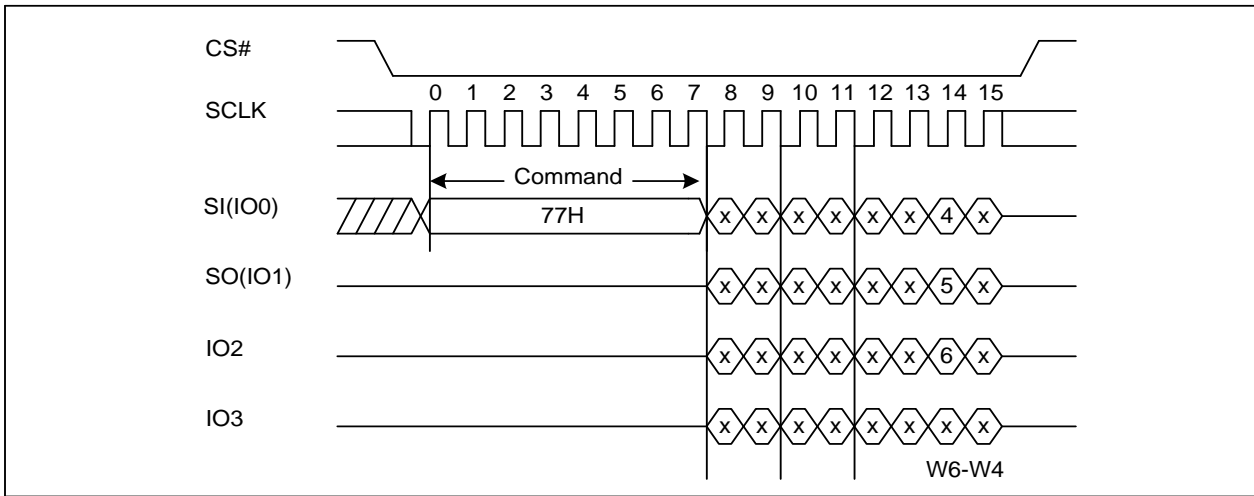 CS#
SCLK
0 1 2 3 4 5 6 7 8 9 10 11 12 13 14 15
Command
SI(IO0)
77H
x x x x x x 4 x
SO(IO1)
x x x x x x 5 x
IO2
x x x x x x 6 x
IO3
x x x x x x x x
W6-W4